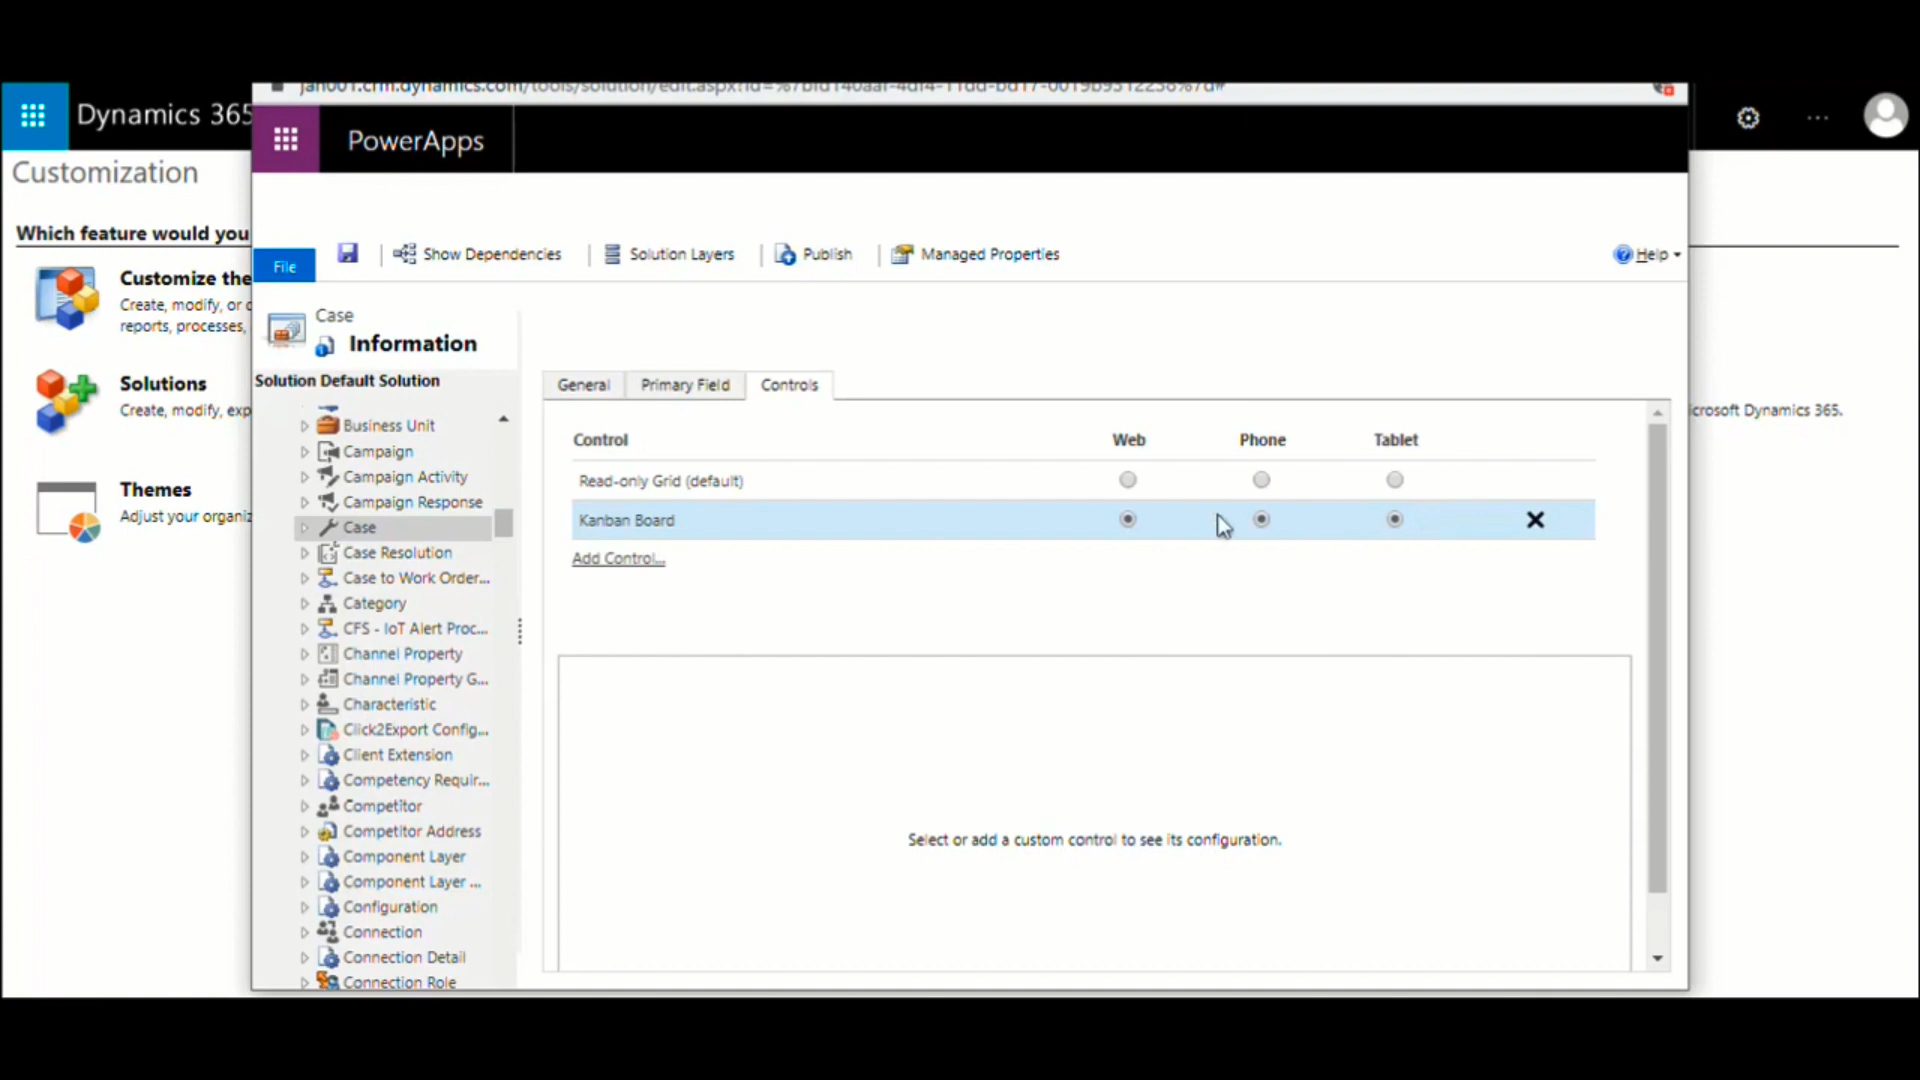 Dynamics 365
Customization
Which feature would you
Customize the
Create, modify, or
reports, processes,
Solutions
Create, modify, exp
Themes
Adjust your organiz
PowerApps
File
Show Dependencies
Solution Layers
Publish
Managed Properties
Help
Case
Information
Solution Default Solution
Business Unit
Campaign
Campaign Activity
Campaign Response
Case
Case Resolution
Case to Work Order...
Category
CFS - IoT Alert Proc...
Channel Property
Channel Property G...
Characteristic
Click2Export Config...
Client Extension
Competency Requir...
Competitor
Competitor Address
Component Layer
Component Layer ...
Configuration
Connection
Connection Detail
Connection Role
General
Primary Field
Controls
Control Web Phone Tablet
Read-only Grid (default)
Kanban Board
Add Control...
Select or add a custom control to see its configuration.
icrosoft Dynamics 365.